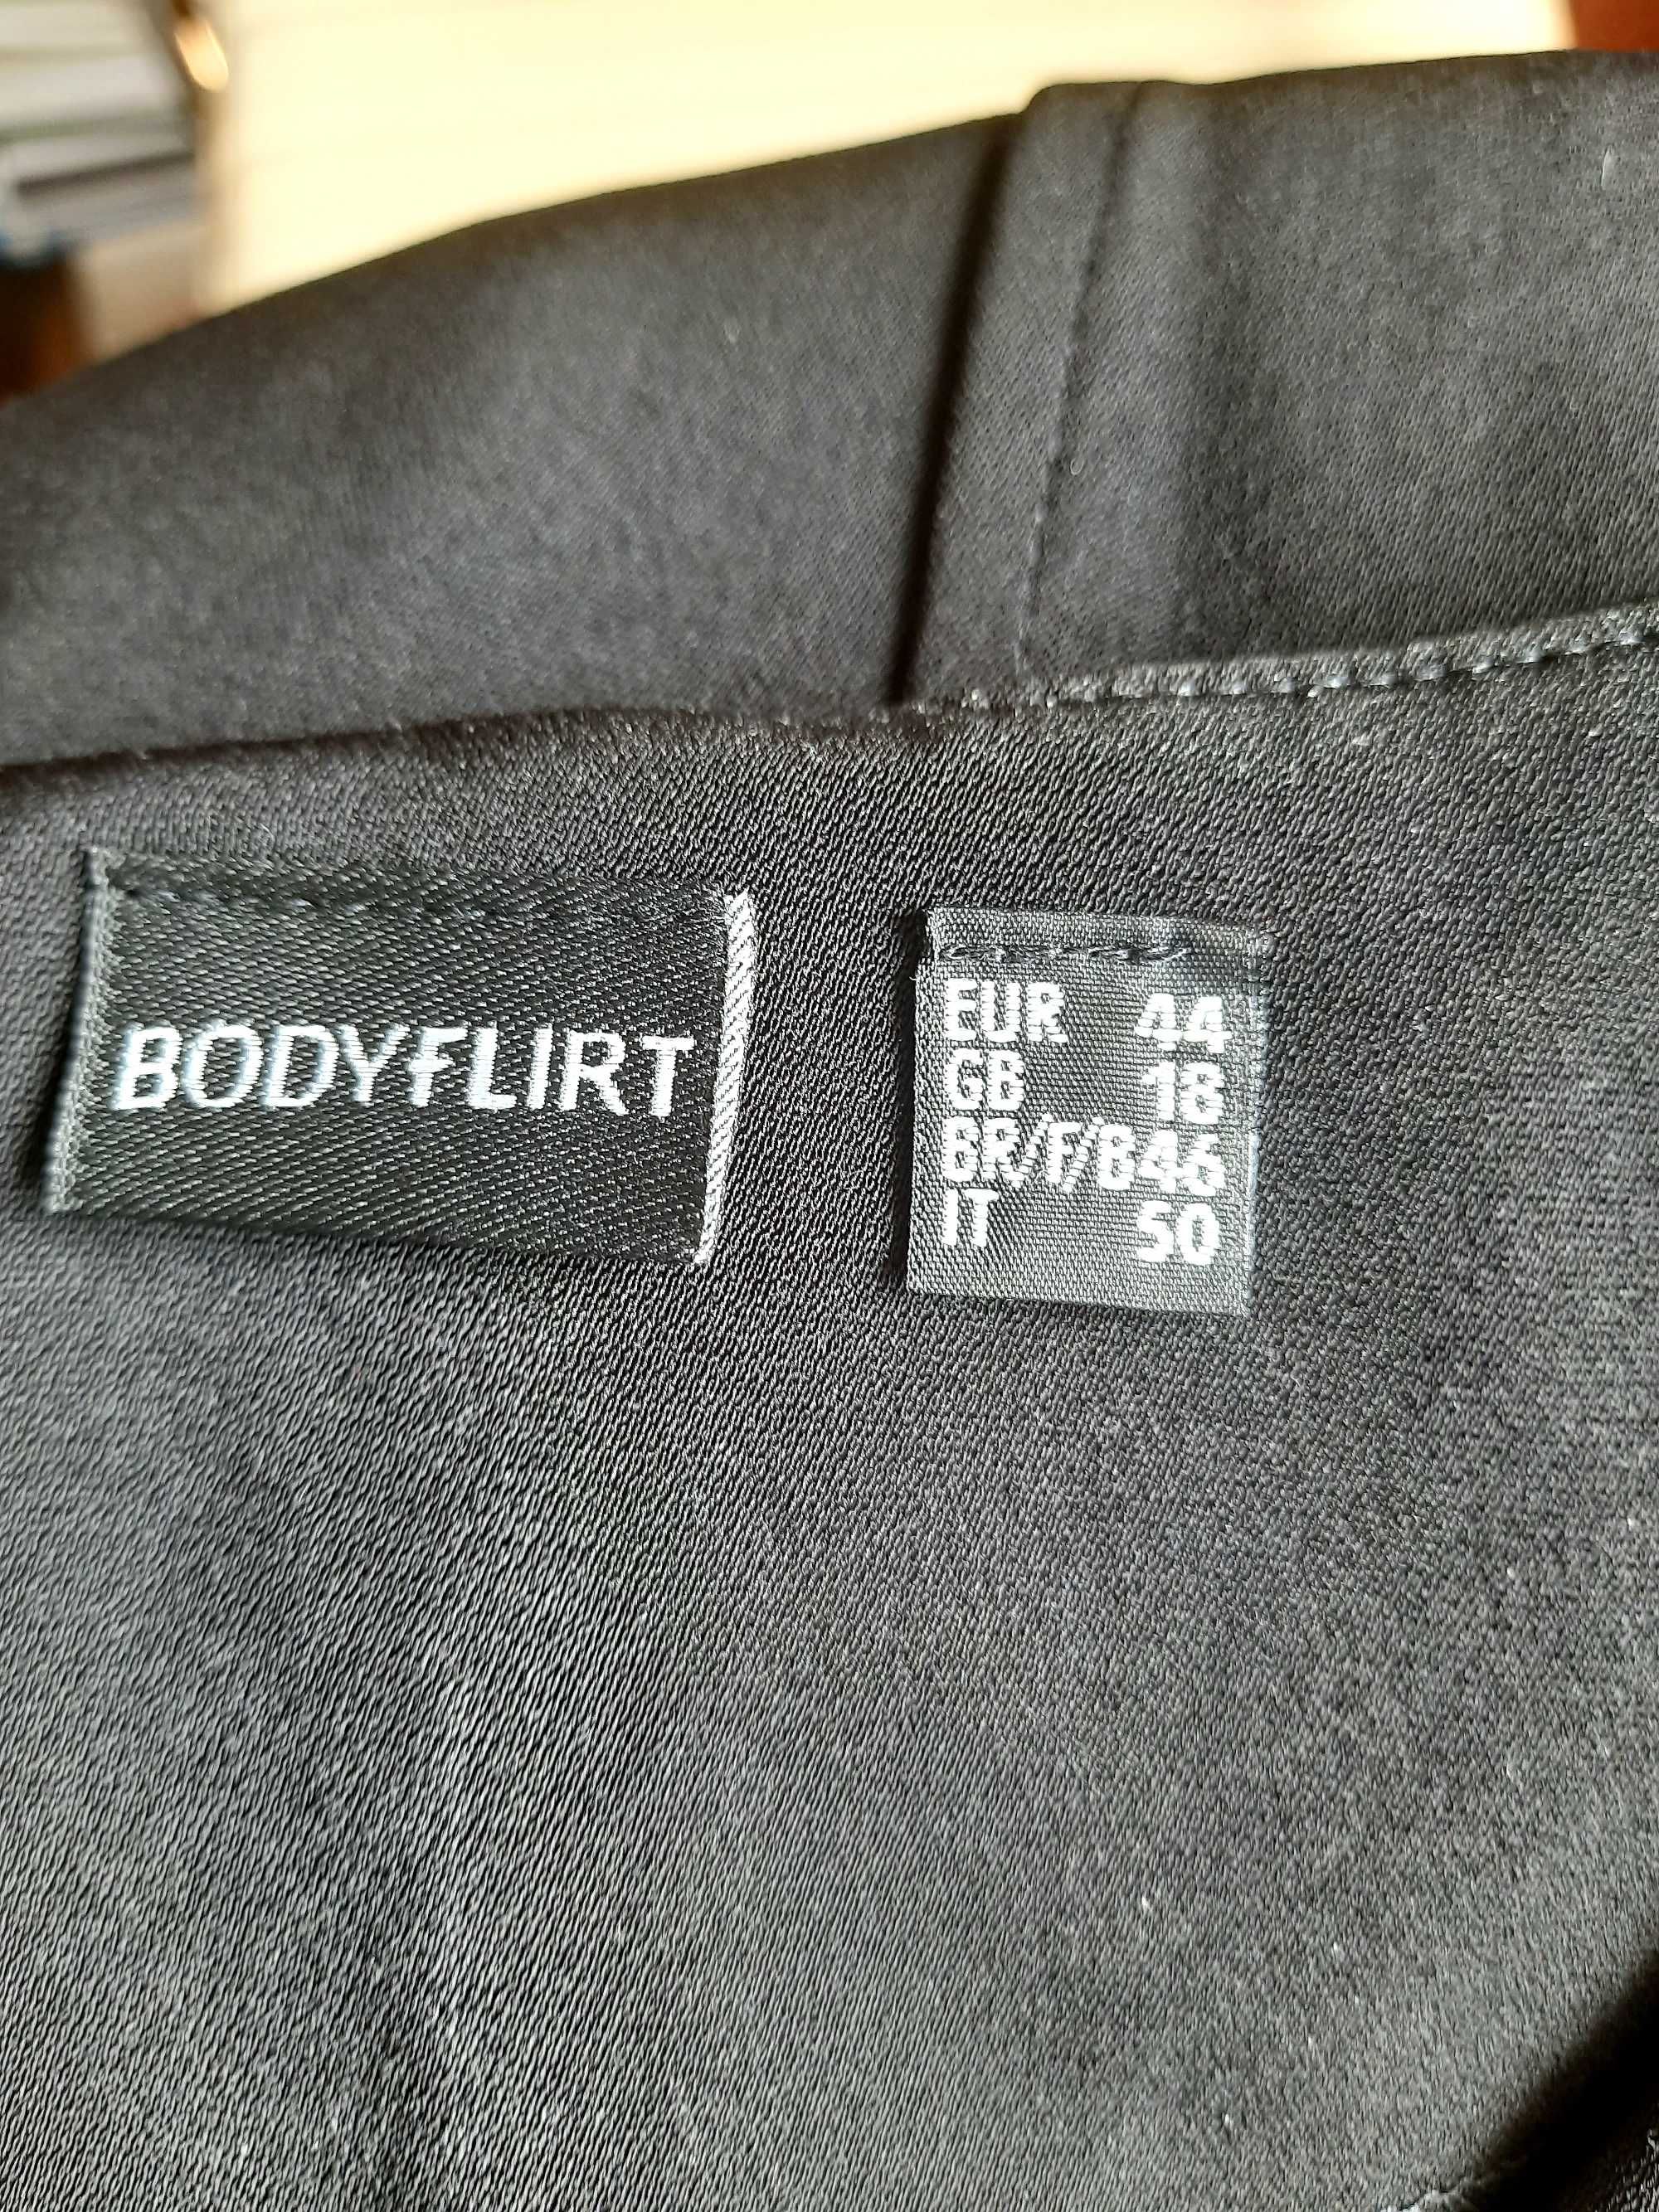 BODYFLIRT
EUR 44
GB 18
BR/F/B46
IT 50